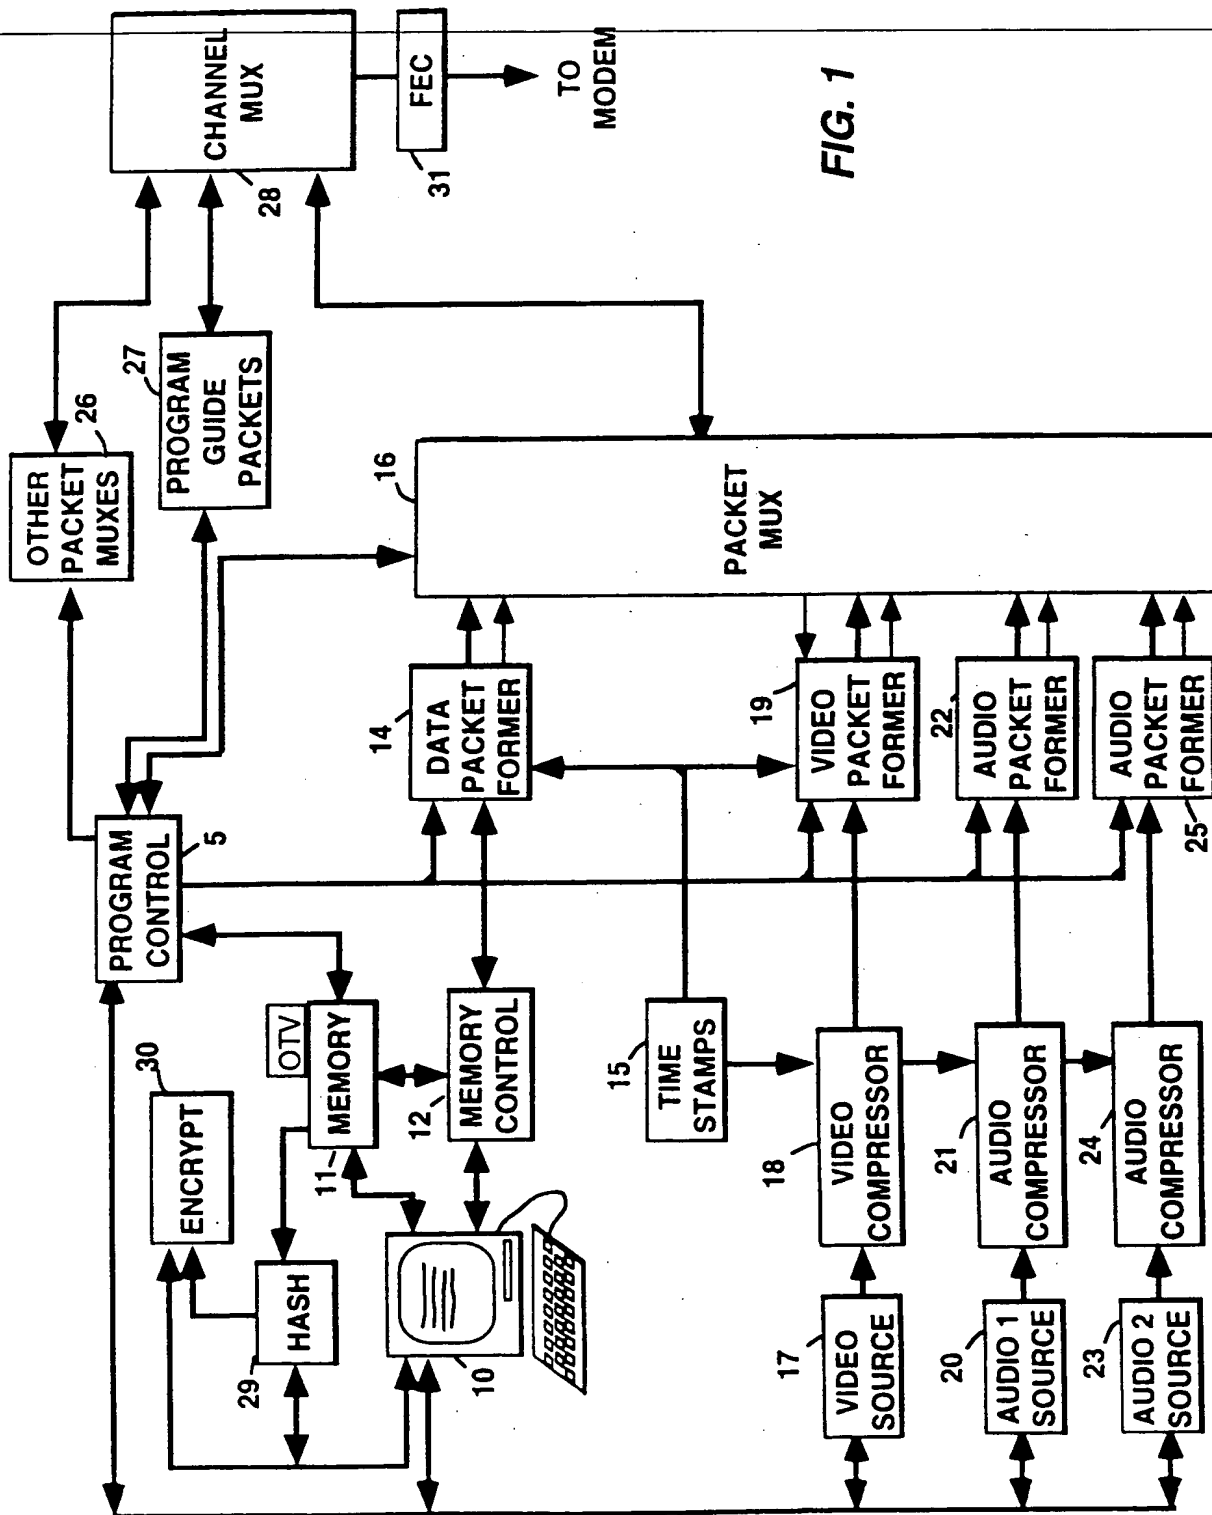 CHANNEL
MUX
28
FEC
31
TO
MODEM
FIG. 1
OTHER
PACKET
MUXES
26
PROGRAM
GUIDE
PACKETS
27
PACKET
MUX
16
DATA
PACKET
FORMER
14
VIDEO
PACKET
FORMER
19
AUDIO
PACKET
FORMER
22
AUDIO
PACKET
FORMER
25
PROGRAM
CONTROL
5
OTV
MEMORY
11
MEMORY
CONTROL
12
TIME
STAMPS
15
ENCRYPT
30
HASH
29
10
VIDEO
COMPRESSOR
18
AUDIO
COMPRESSOR
21
AUDIO
COMPRESSOR
24
VIDEO
SOURCE
17
AUDIO 1
SOURCE
20
AUDIO 2
SOURCE
23